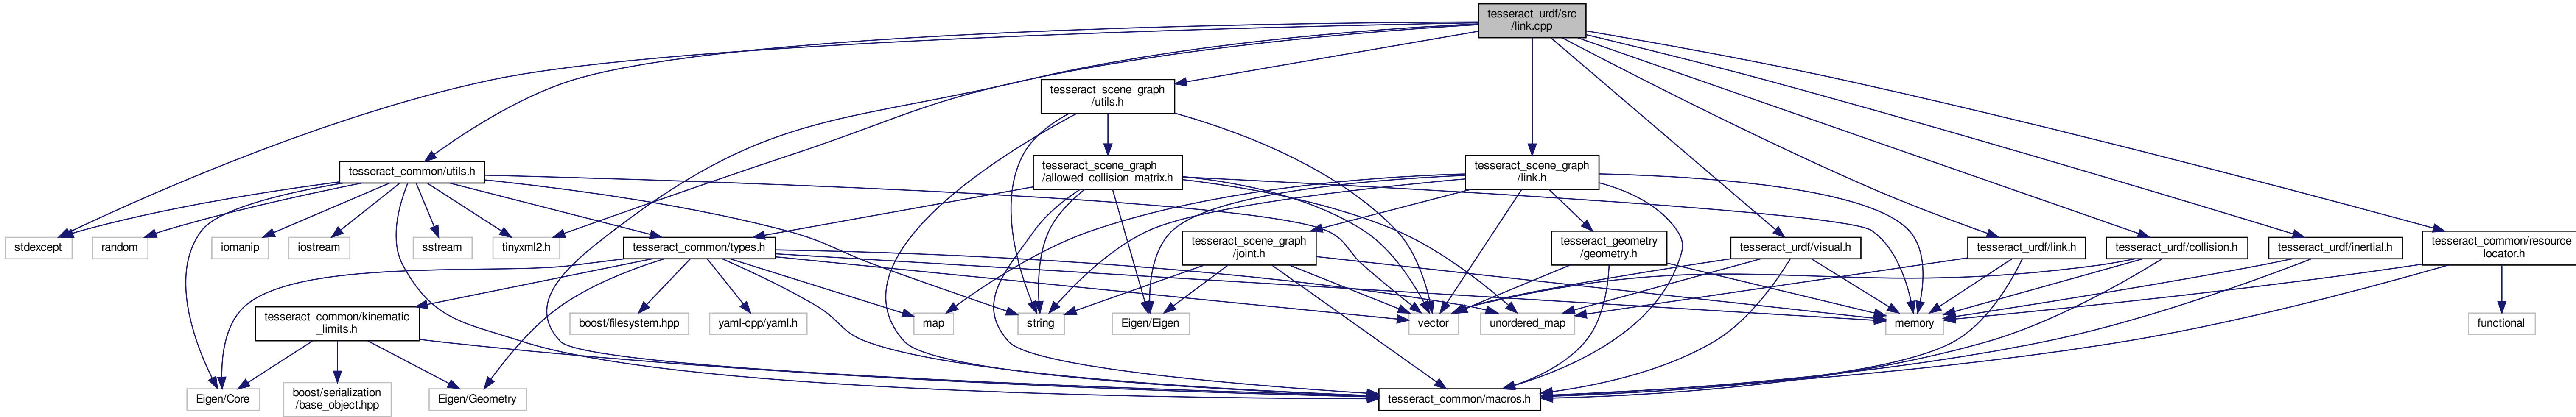 tesseract_urdf/src
/link.cpp
tesseract_scene_graph
/utils.h
tesseract_common/utils.h
tesseract_scene_graph
/allowed_collision_matrix.h
tesseract_scene_graph
/link.h
stdexcept
random
iomanip
iostream
sstream
tinyxml2.h
tesseract_common/types.h
tesseract_scene_graph
/joint.h
tesseract_geometry
/geometry.h
tesseract_urdf/visual.h
tesseract_urdf/link.h
tesseract_urdf/collision.h
tesseract_urdf/inertial.h
tesseract_common/resource
_locator.h
tesseract_common/kinematic
_limits.h
boost/filesystem.hpp
yaml-cpp/yaml.h
map
string
Eigen/Eigen
vector
unordered_map
memory
functional
Eigen/Core
boost/serialization
/base_object.hpp
Eigen/Geometry
tesseract_common/macros.h